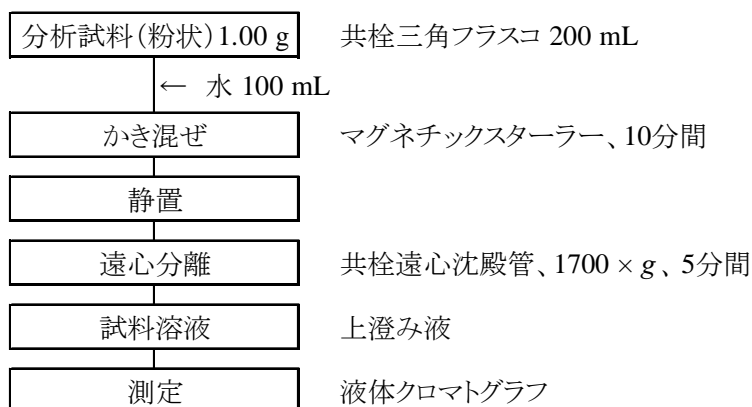 分析試料(粉状)1.00 g 共栓三角フラスコ 200 mL
← 水 100 mL
かき混ぜ マグネチックスターラー、10分間
静置
遠心分離 共栓遠心沈殿管、1700 × g 、5分間
試料溶液 上澄み液
測定 液体クロマトグラフ